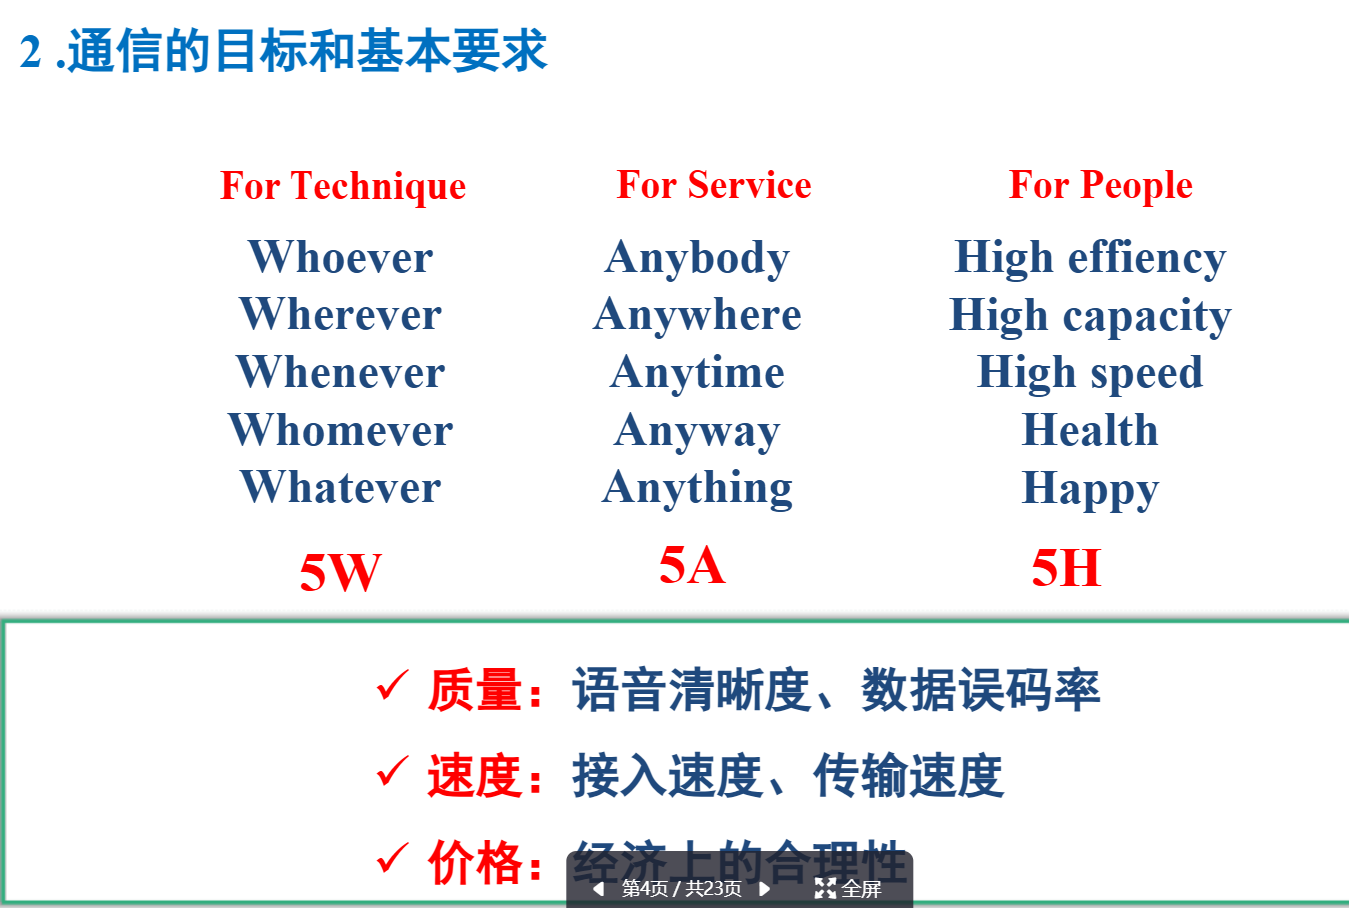 2 .通信的目标和基本要求
For Technique For Service For People
Whoever Anybody High effiency
Wherever Anywhere High capacity
Whenever Anytime High speed
Whomever Anyway Health
Whatever Anything Happy
5W 5A 5H
✓ 质量：语音清晰度、数据误码率
✓ 速度：接入速度、传输速度
✓ 价格：经济上的合理性
第4页 / 共23页 全屏